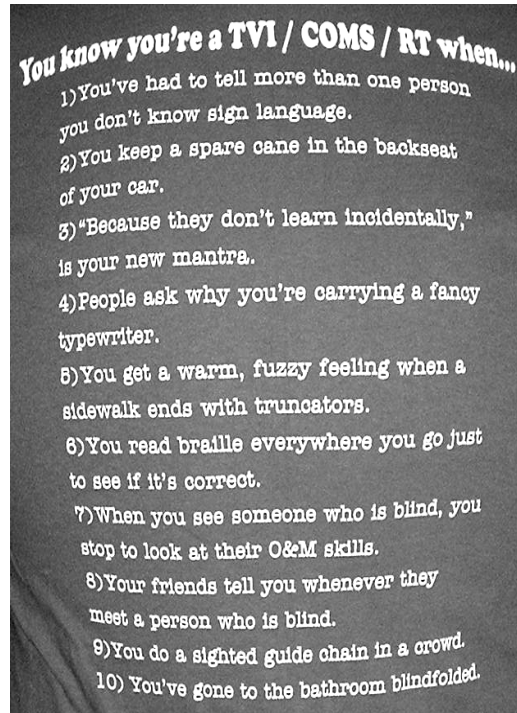 You know you're a TVI / COMS / RT when...
1)You've had to tell more than one person
you don't know sign language.
2)You keep a spare cane in the backseat
of your car.
3)"Because they don't learn incidentally,"
is your new mantra.
4)People ask why you're carrying a fancy
typewriter.
5)You get a warm, fuzzy feeling when a
sidewalk ends with truncators.
6)You read braille everywhere you go just
to see if it's correct.
7)When you see someone who is blind, you
stop to look at their O&M skills.
8)Your friends tell you whenever they
meet a person who is blind.
9)You do a sighted guide chain in a crowd.
10) You've gone to the bathroom blindfolded.